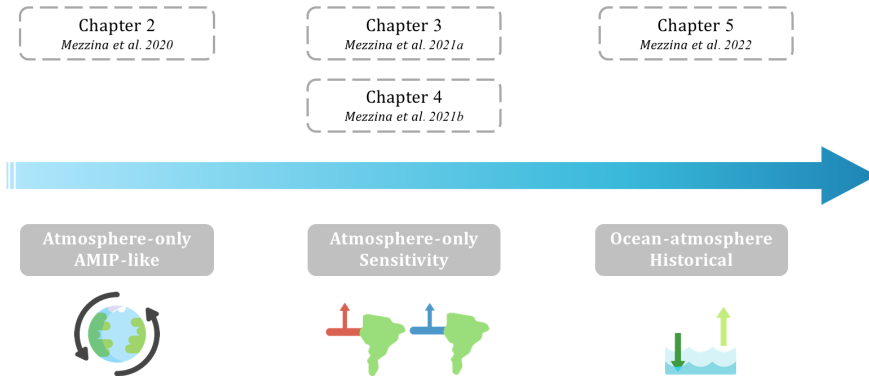 Chapter 2
Mezzina et al. 2020
Chapter 3
Mezzina et al. 2021a
Chapter 5
Mezzina et al. 2022
Chapter 4
Mezzina et al. 2021b
Atmosphere-only
AMIP-like
Atmosphere-only
Sensitivity
Ocean-atmosphere
Historical